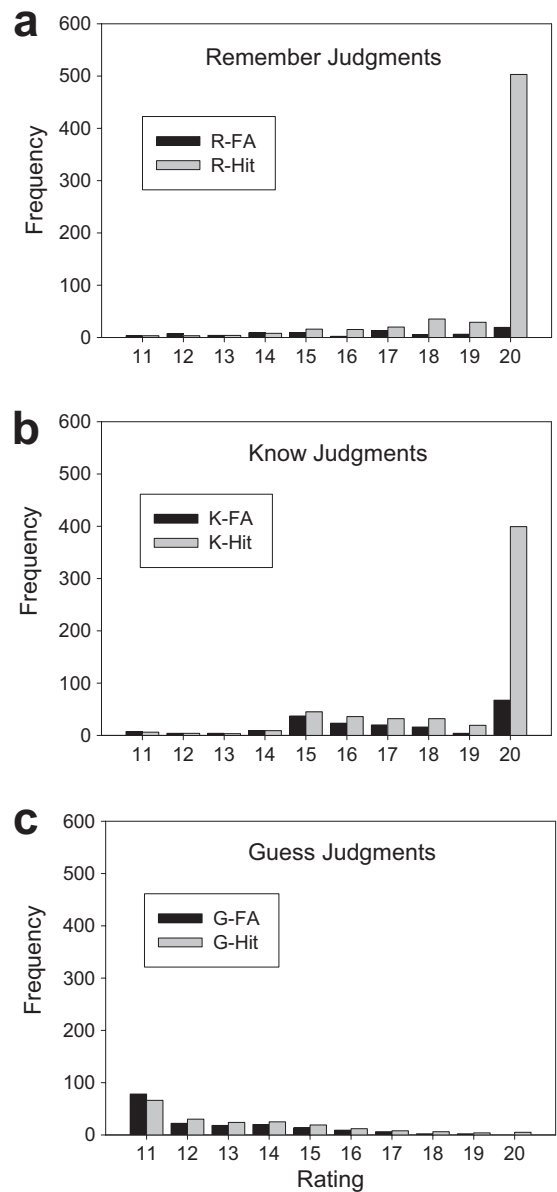 a
600
Remember Judgments
500
400
R-FA
R-Hit
300
200
100
0
Frequency
11 12 13 14 15 16 17 18 19 20
b
600
Know Judgments
500
400
K-FA
K-Hit
300
200
100
0
Frequency
11 12 13 14 15 16 17 18 19 20
c
600
Guess Judgments
500
400
G-FA
G-Hit
300
200
100
0
Frequency
11 12 13 14 15 16 17 18 19 20
Rating